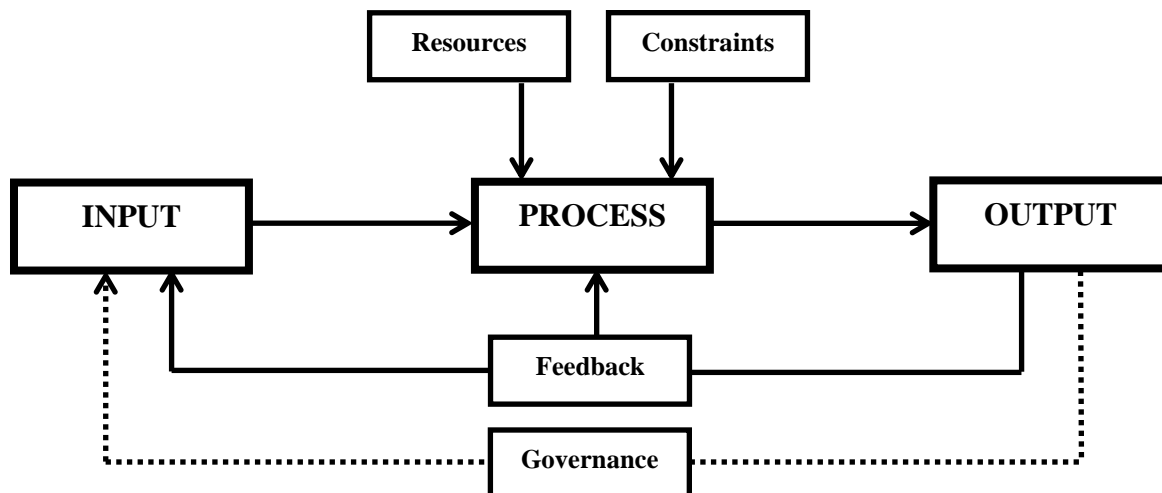 Resources
Constraints
INPUT
PROCESS
OUTPUT
Feedback
Governance